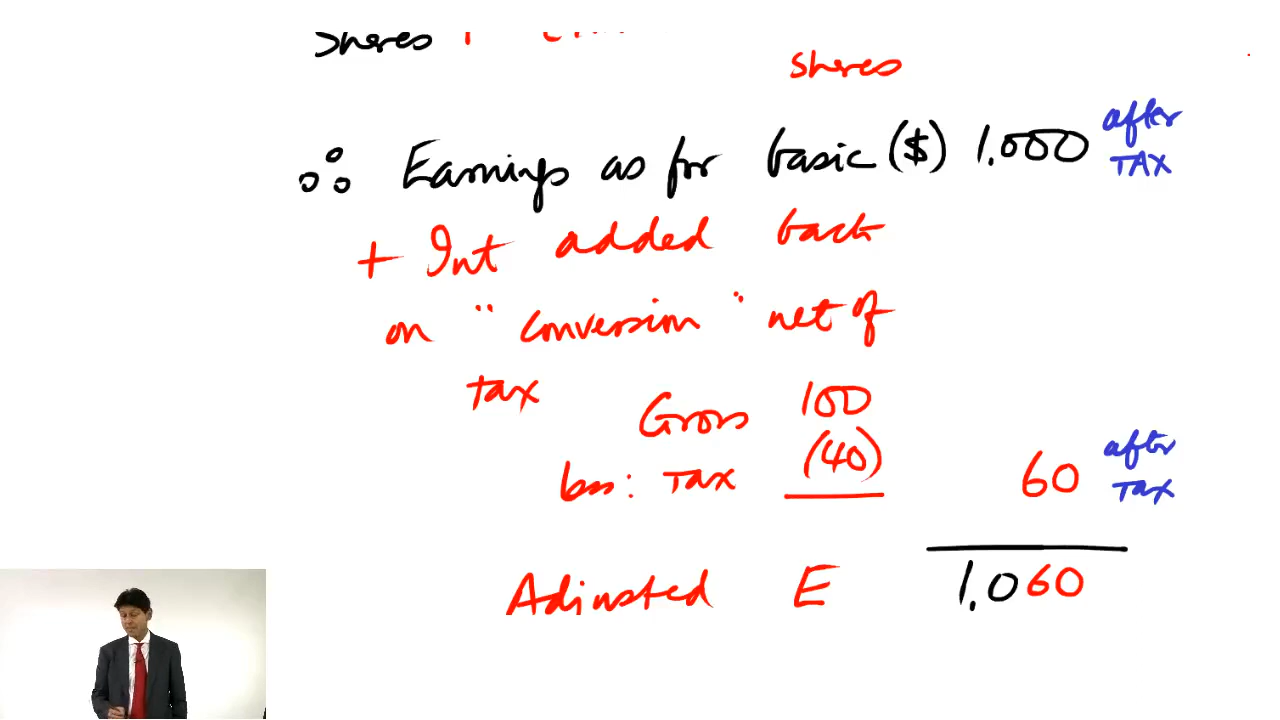 Shares
shares
∴ Earnings as for basic ($) 1.000 after TAX
+ Int added back
on "conversion" net of
tax
Gross 100
less: Tax (40) 60 after tax
Adjusted E 1.060